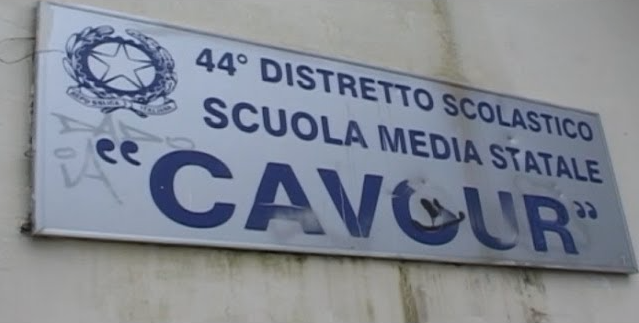 44° DISTRETTO SCOLASTICO
SCUOLA MEDIA STATALE
“CAVOUR”